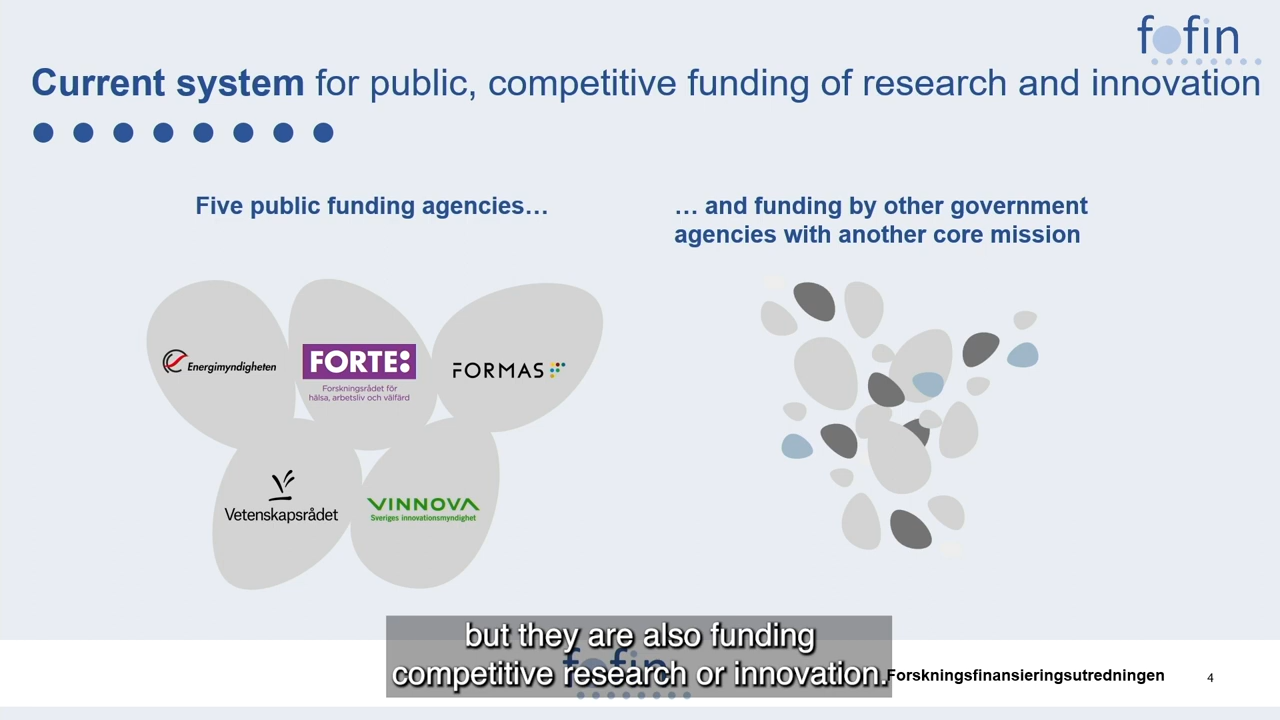 fofin
Current system for public, competitive funding of research and innovation
Five public funding agencies…
… and funding by other government
agencies with another core mission
Energimyndigheten
FORTE:
Forskningsrådet för
hälsa, arbetsliv och välfärd
FORMAS
Vetenskapsrådet
VINNOVA
Sveriges innovationsmyndighet
but they are also funding
competitive research or innovation.
fofin
Forskningsfinansieringsutredningen
4